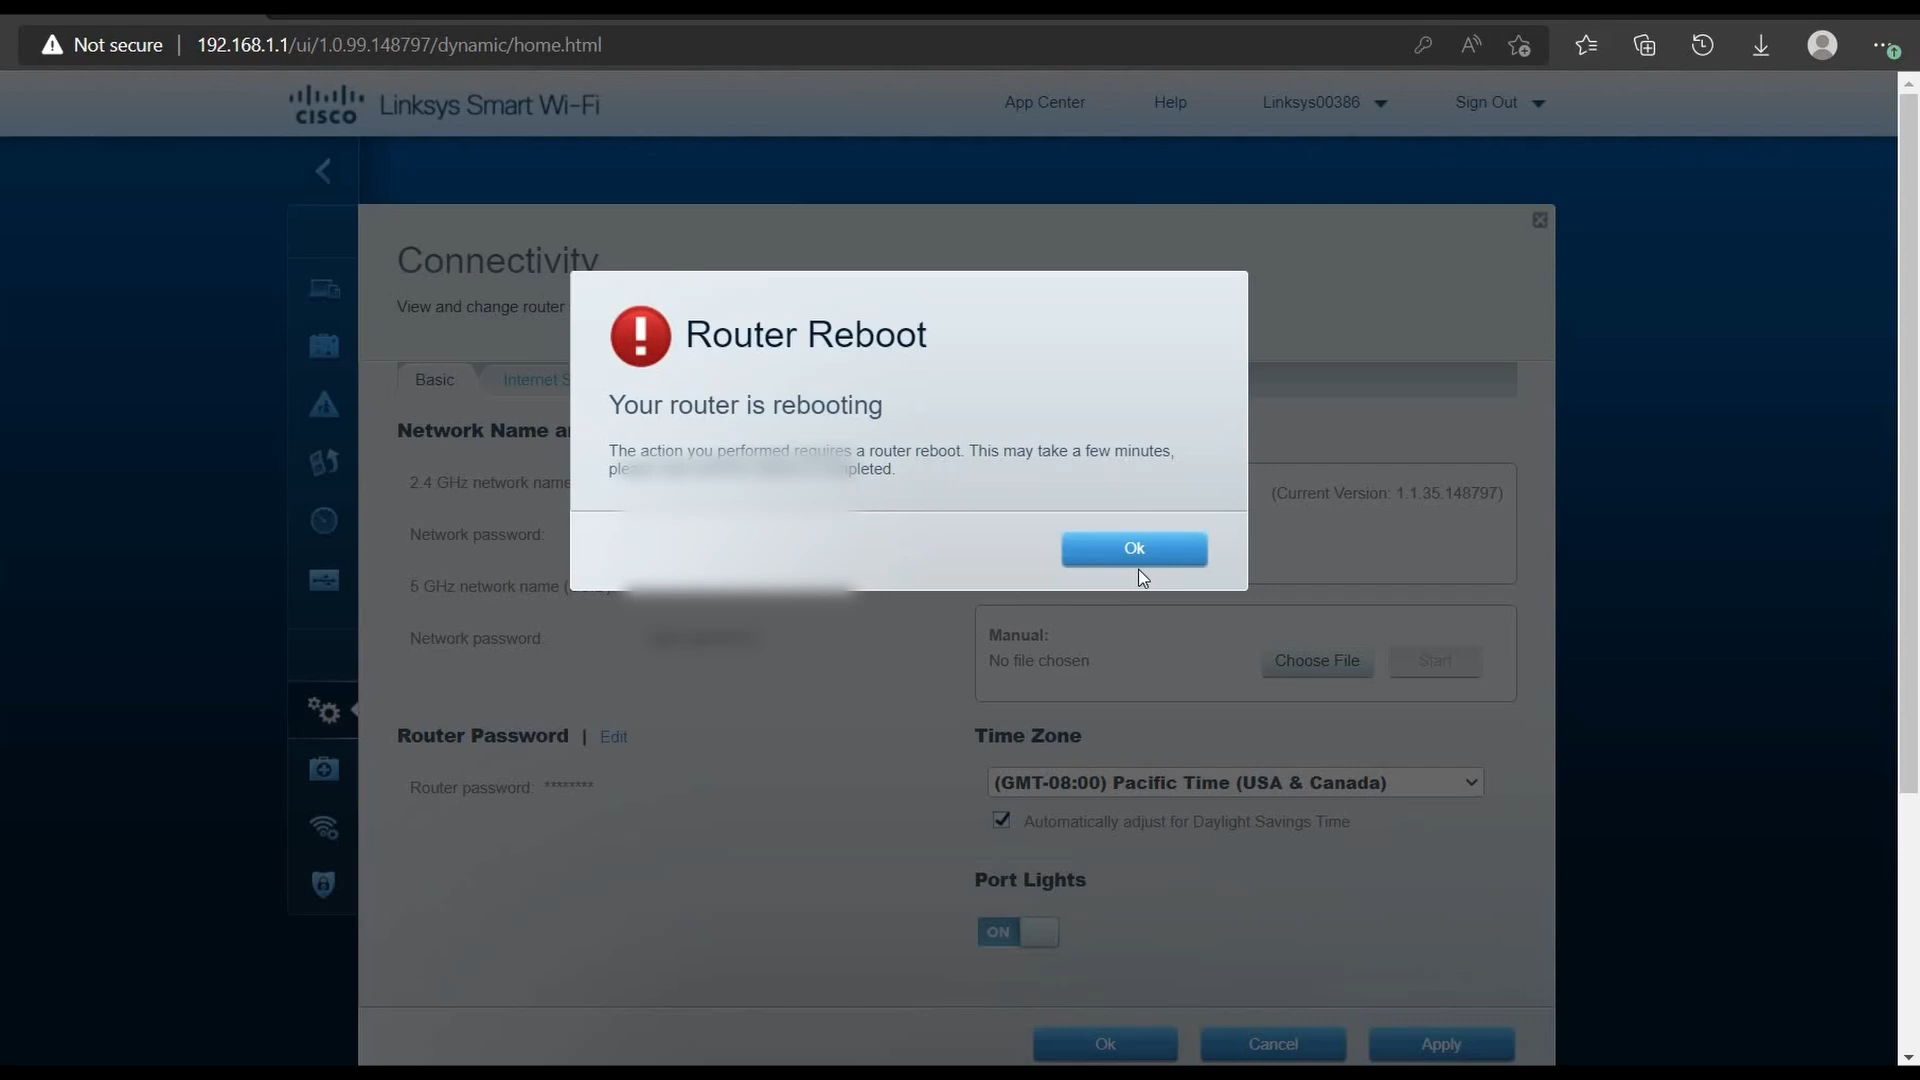 Not secure | 192.168.1.1/ui/1.0.99.148797/dynamic/home.html
CISCO Linksys Smart Wi-Fi
App Center Help Linksys00386 Sign Out
Connectivity
View and change router
Router Reboot
Your router is rebooting
The action you performed requires a router reboot. This may take a few minutes,
Ok
Basic Internet
Network Name
2.4 GHz network name
Network password:
5 GHz network name
Network password:
(Current Version: 1.1.35.148797)
Manual:
No file chosen
Choose File Start
Router Password | Edit
Router password: ********
Time Zone
(GMT-08:00) Pacific Time (USA & Canada)
Automatically adjust for Daylight Savings Time
Port Lights
ON
Ok Cancel Apply